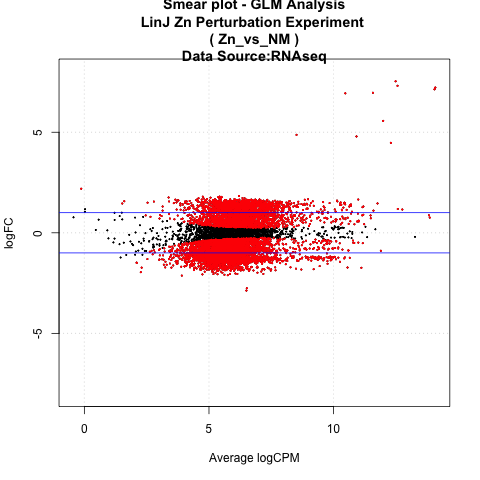 Smear plot - GLM Analysis
LinJ Zn Perturbation Experiment
( Zn_vs_NM )
Data Source:RNAseq
logFC
5
0
-5
0
5
10
Average logCPM